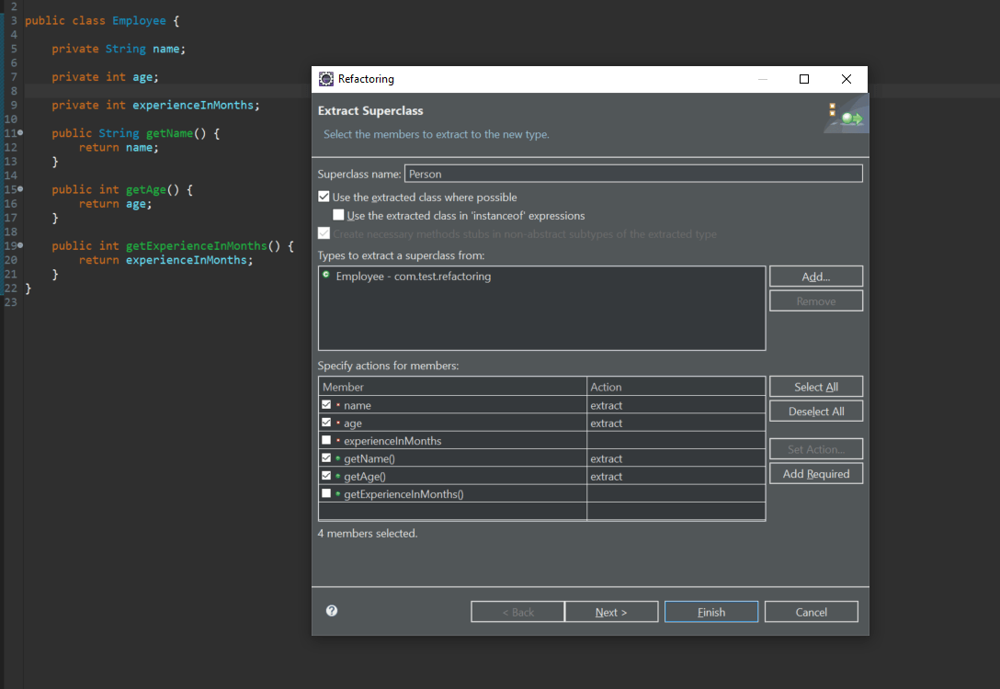 2
3 public class Employee {
4
5 private String name;
6
7 private int age;
8
9 private int experienceInMonths;
10
11 public String getName() {
12 return name;
13 }
14
15 public int getAge() {
16 return age;
17 }
18
19 public int getExperienceInMonths() {
20 return experienceInMonths;
21 }
22 }
23
Refactoring
Extract Superclass
Select the members to extract to the new type.
Superclass name: Person
Use the extracted class where possible
Use the extracted class in 'instanceof' expressions
Create necessary methods stubs in non-abstract subtypes of the extracted type
Types to extract a superclass from:
Employee - com.test.refactoring
Add...
Remove
Specify actions for members:
Member Action
name extract
age extract
experienceInMonths
getName() extract
getAge() extract
getExperienceInMonths()
Select All
Deselect All
Set Action...
Add Required
4 members selected.
? < Back Next > Finish Cancel